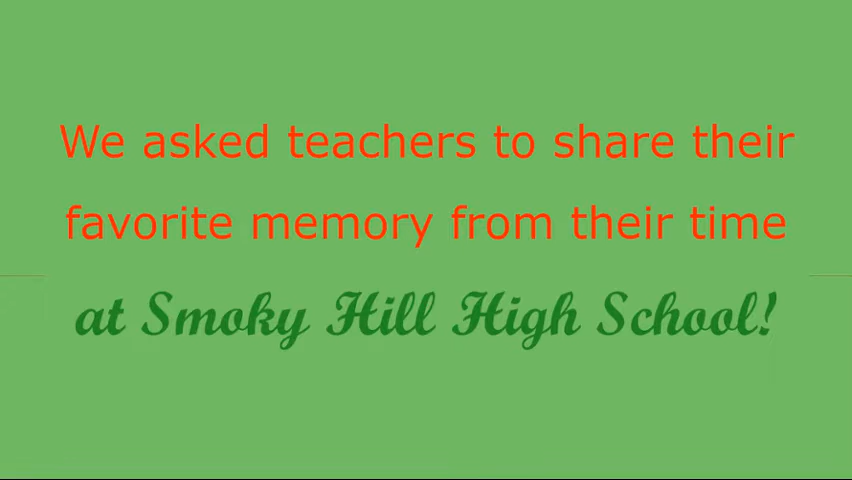 We asked teachers to share their
favorite memory from their time
at Smoky Hill High School!